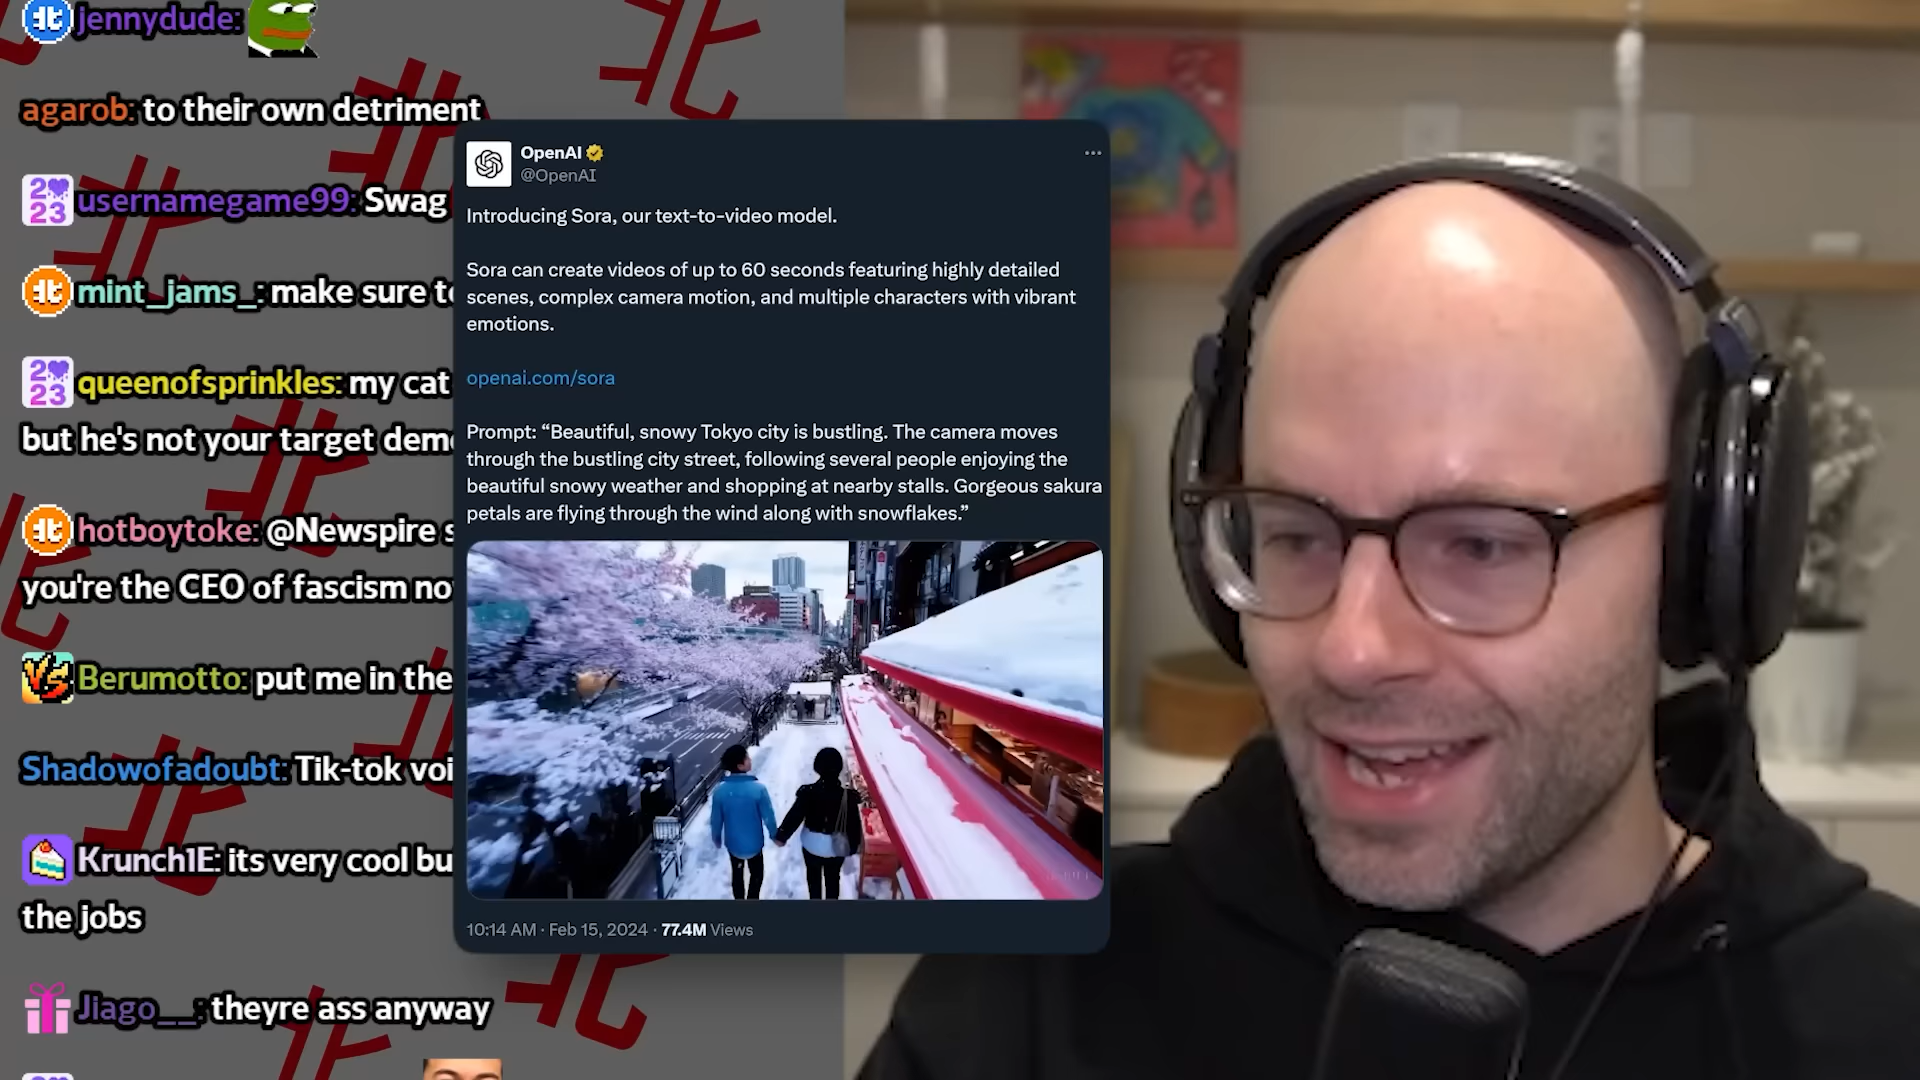 jennydude:
agarob: to their own detriment
usernamegame99: Swag
mint_jams_: make sure
queenofsprinkles: my cat
but he's not your target
hotboytoke: @Newspire
you're the CEO of fascism
Berumotto: put me in the
Shadowofadoubt: Tik-tok
Krunch1E: its very cool
the jobs
Jiago__: theyre ass anyway
OpenAI
@OpenAI
Introducing Sora, our text-to-video model.
Sora can create videos of up to 60 seconds featuring highly detailed
scenes, complex camera motion, and multiple characters with vibrant
emotions.
openai.com/sora
Prompt: “Beautiful, snowy Tokyo city is bustling. The camera moves
through the bustling city street, following several people enjoying the
beautiful snowy weather and shopping at nearby stalls. Gorgeous sakura
petals are flying through the wind along with snowflakes.”
10:14 AM · Feb 15, 2024 · 77.4M Views